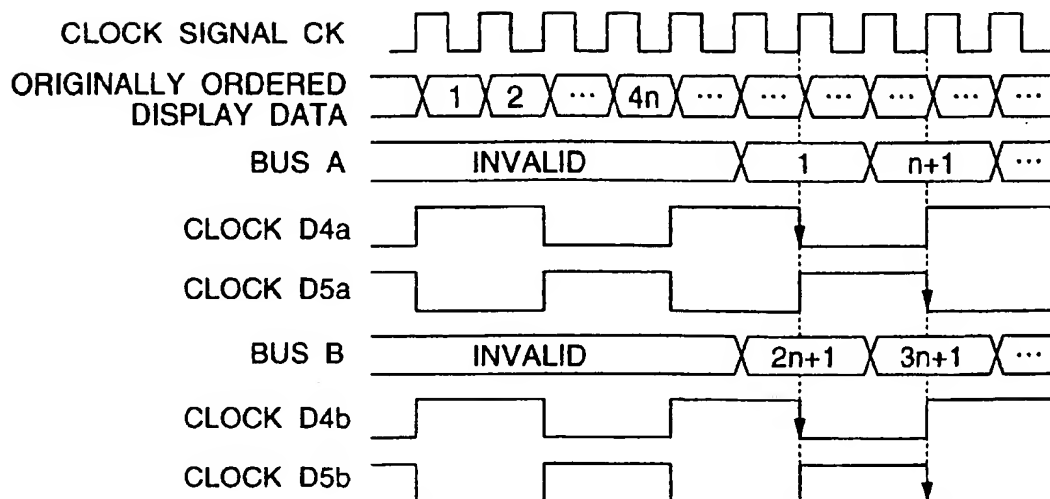 CLOCK SIGNAL CK
ORIGINALLY ORDERED
DISPLAY DATA
1 2 ··· 4n ··· ··· ··· ··· ··· ···
BUS A
INVALID 1 n+1 ···
CLOCK D4a
CLOCK D5a
BUS B
INVALID 2n+1 3n+1 ···
CLOCK D4b
CLOCK D5b